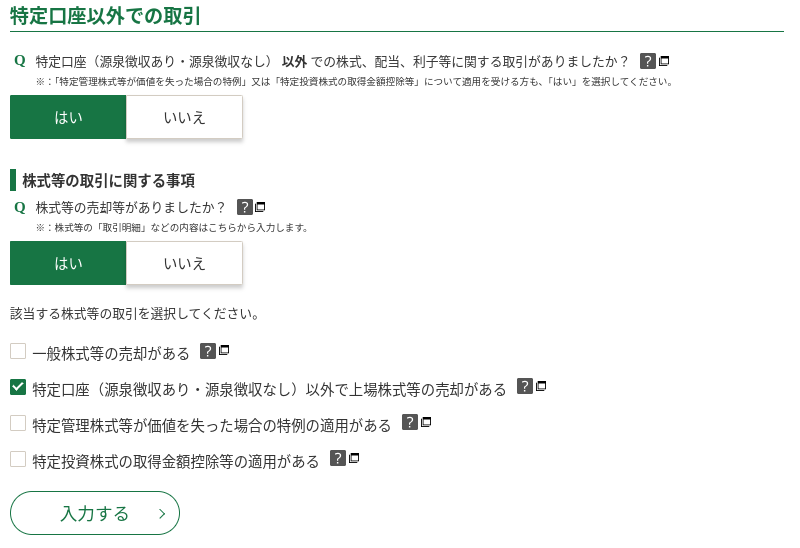 特定口座以外での取引
Q 特定口座（源泉徴収あり・源泉徴収なし） 以外 での株式、配当、利子等に関する取引がありましたか？ ?
※：「特定管理株式等が価値を失った場合の特例」又は「特定投資株式の取得金額控除等」について適用を受ける方も、「はい」を選択してください。
はい いいえ
株式等の取引に関する事項
Q 株式等の売却等がありましたか？ ?
※：株式等の「取引明細」などの内容はこちらから入力します。
はい いいえ
該当する株式等の取引を選択してください。
一般株式等の売却がある ?
特定口座（源泉徴収あり・源泉徴収なし）以外で上場株式等の売却がある ?
特定管理株式等が価値を失った場合の特例の適用がある ?
特定投資株式の取得金額控除等の適用がある ?
入力する